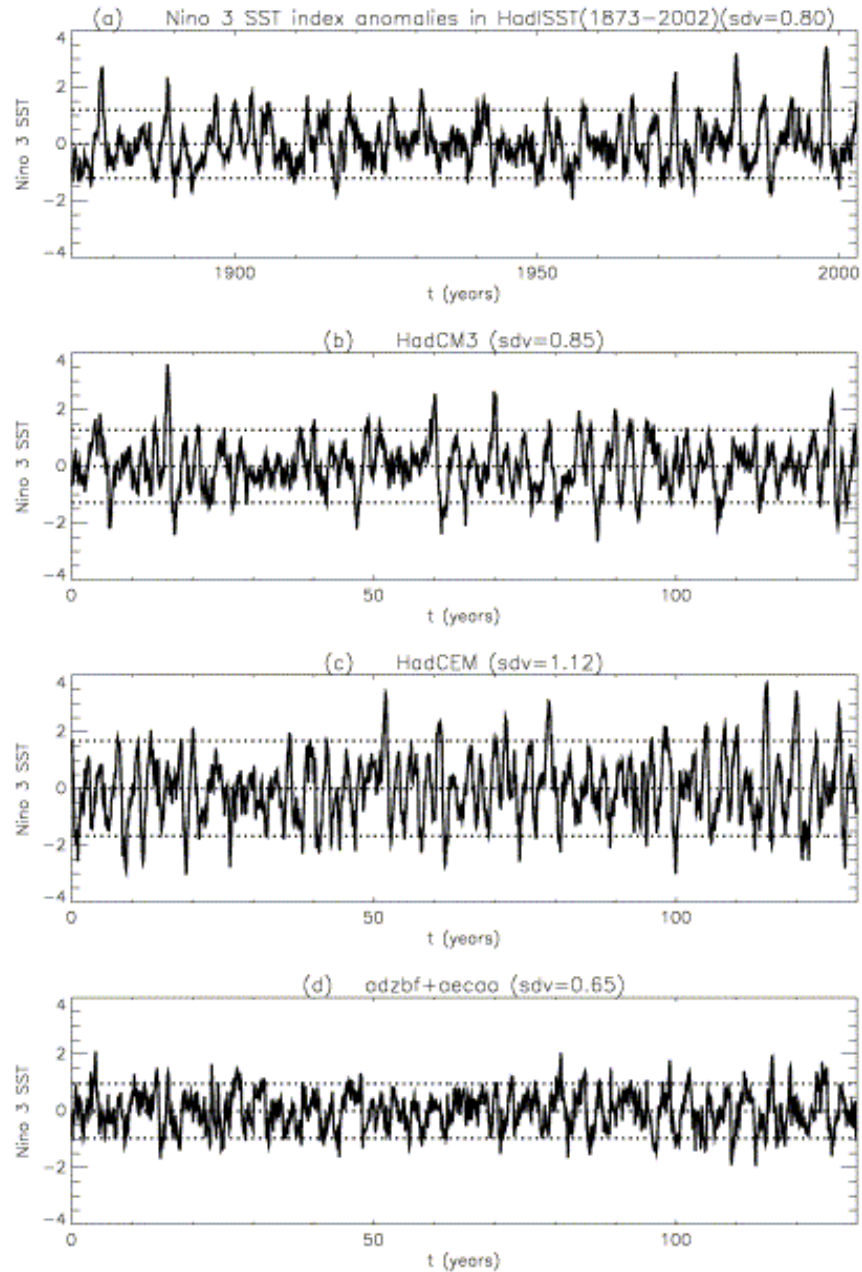 (a) Nino 3 SST index anomalies in HadISST(1873-2002)(sdv=0.80)
4
2
0
-2
-4
Nino 3 SST
1900 1950 2000
t (years)
(b) HadCM3 (sdv=0.85)
4
2
0
-2
-4
Nino 3 SST
0 50 100
t (years)
(c) HadCEM (sdv=1.12)
4
2
0
-2
-4
Nino 3 SST
0 50 100
t (years)
(d) adzbf+aecaa (sdv=0.65)
4
2
0
-2
-4
Nino 3 SST
0 50 100
t (years)